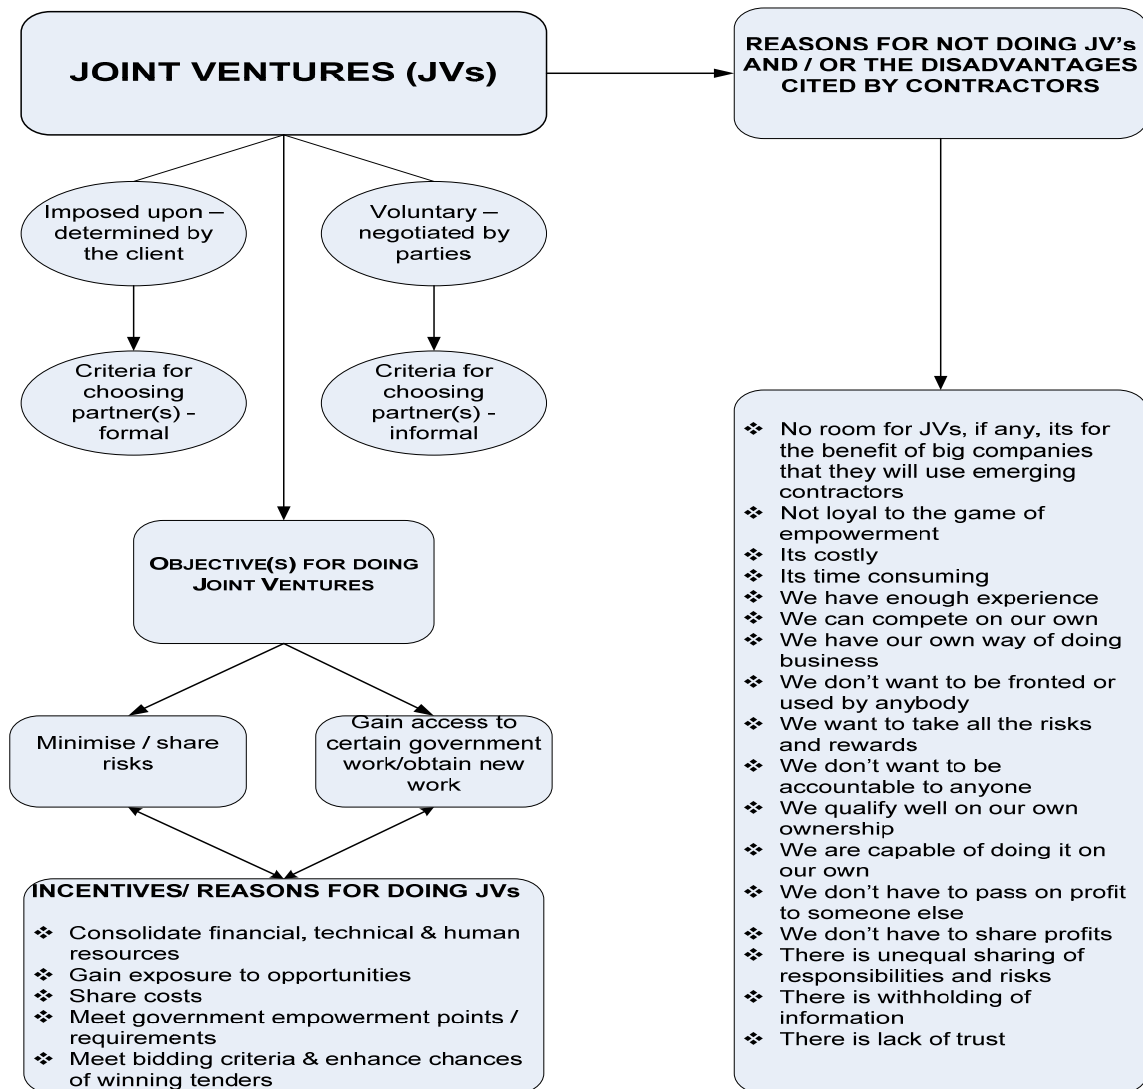 JOINT VENTURES (JVs)
REASONS FOR NOT DOING JV's
AND / OR THE DISADVANTAGES
CITED BY CONTRACTORS
Imposed upon –
determined by
the client
Voluntary –
negotiated by
parties
Criteria for
choosing
partner(s) -
formal
Criteria for
choosing
partner(s) -
informal
OBJECTIVE(S) FOR DOING
JOINT VENTURES
Minimise / share
risks
Gain access to
certain government
work/obtain new
work
INCENTIVES/ REASONS FOR DOING JVs
❖ Consolidate financial, technical & human
resources
❖ Gain exposure to opportunities
❖ Share costs
❖ Meet government empowerment points /
requirements
❖ Meet bidding criteria & enhance chances
of winning tenders
❖ No room for JVs, if any, its for
the benefit of big companies
that they will use emerging
contractors
❖ Not loyal to the game of
empowerment
❖ Its costly
❖ Its time consuming
❖ We have enough experience
❖ We can compete on our own
❖ We have our own way of doing
business
❖ We don't want to be fronted or
used by anybody
❖ We want to take all the risks
and rewards
❖ We don't want to be
accountable to anyone
❖ We qualify well on our own
ownership
❖ We are capable of doing it on
our own
❖ We don't have to pass on profit
to someone else
❖ We don't have to share profits
❖ There is unequal sharing of
responsibilities and risks
❖ There is withholding of
information
❖ There is lack of trust